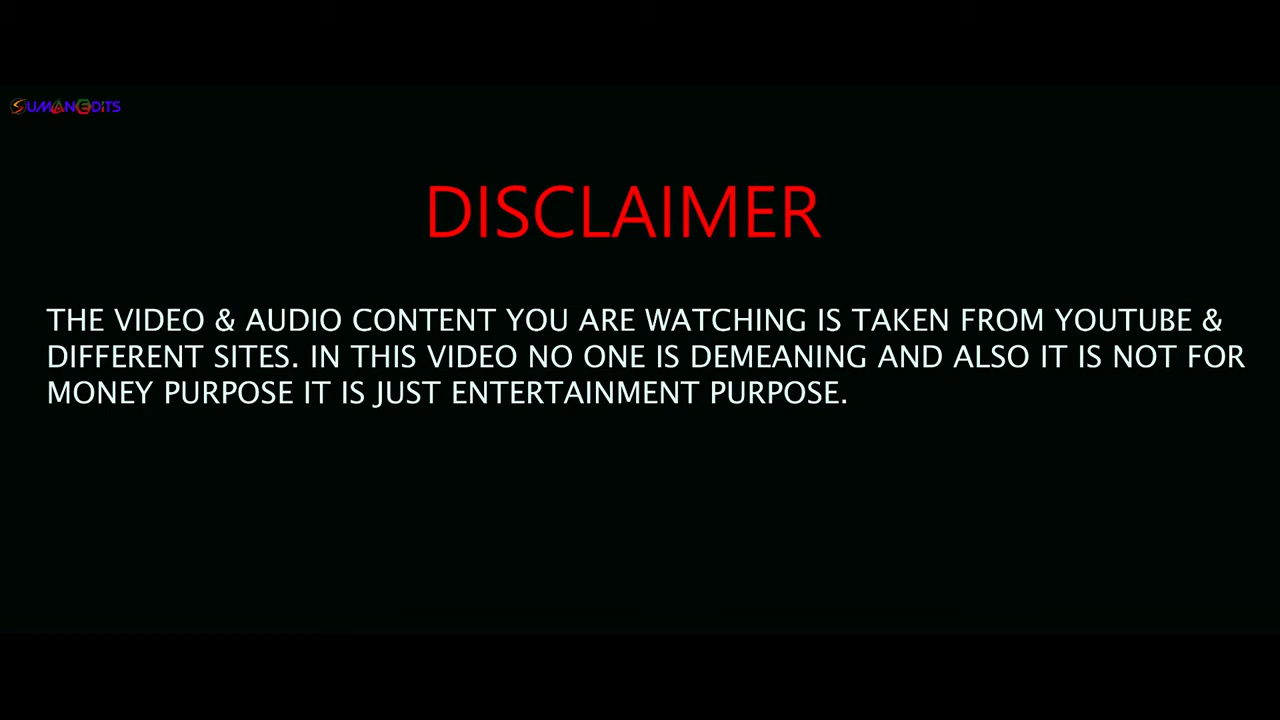 SUMANEDITS
DISCLAIMER
THE VIDEO & AUDIO CONTENT YOU ARE WATCHING IS TAKEN FROM YOUTUBE &
DIFFERENT SITES. IN THIS VIDEO NO ONE IS DEMEANING AND ALSO IT IS NOT FOR
MONEY PURPOSE IT IS JUST ENTERTAINMENT PURPOSE.